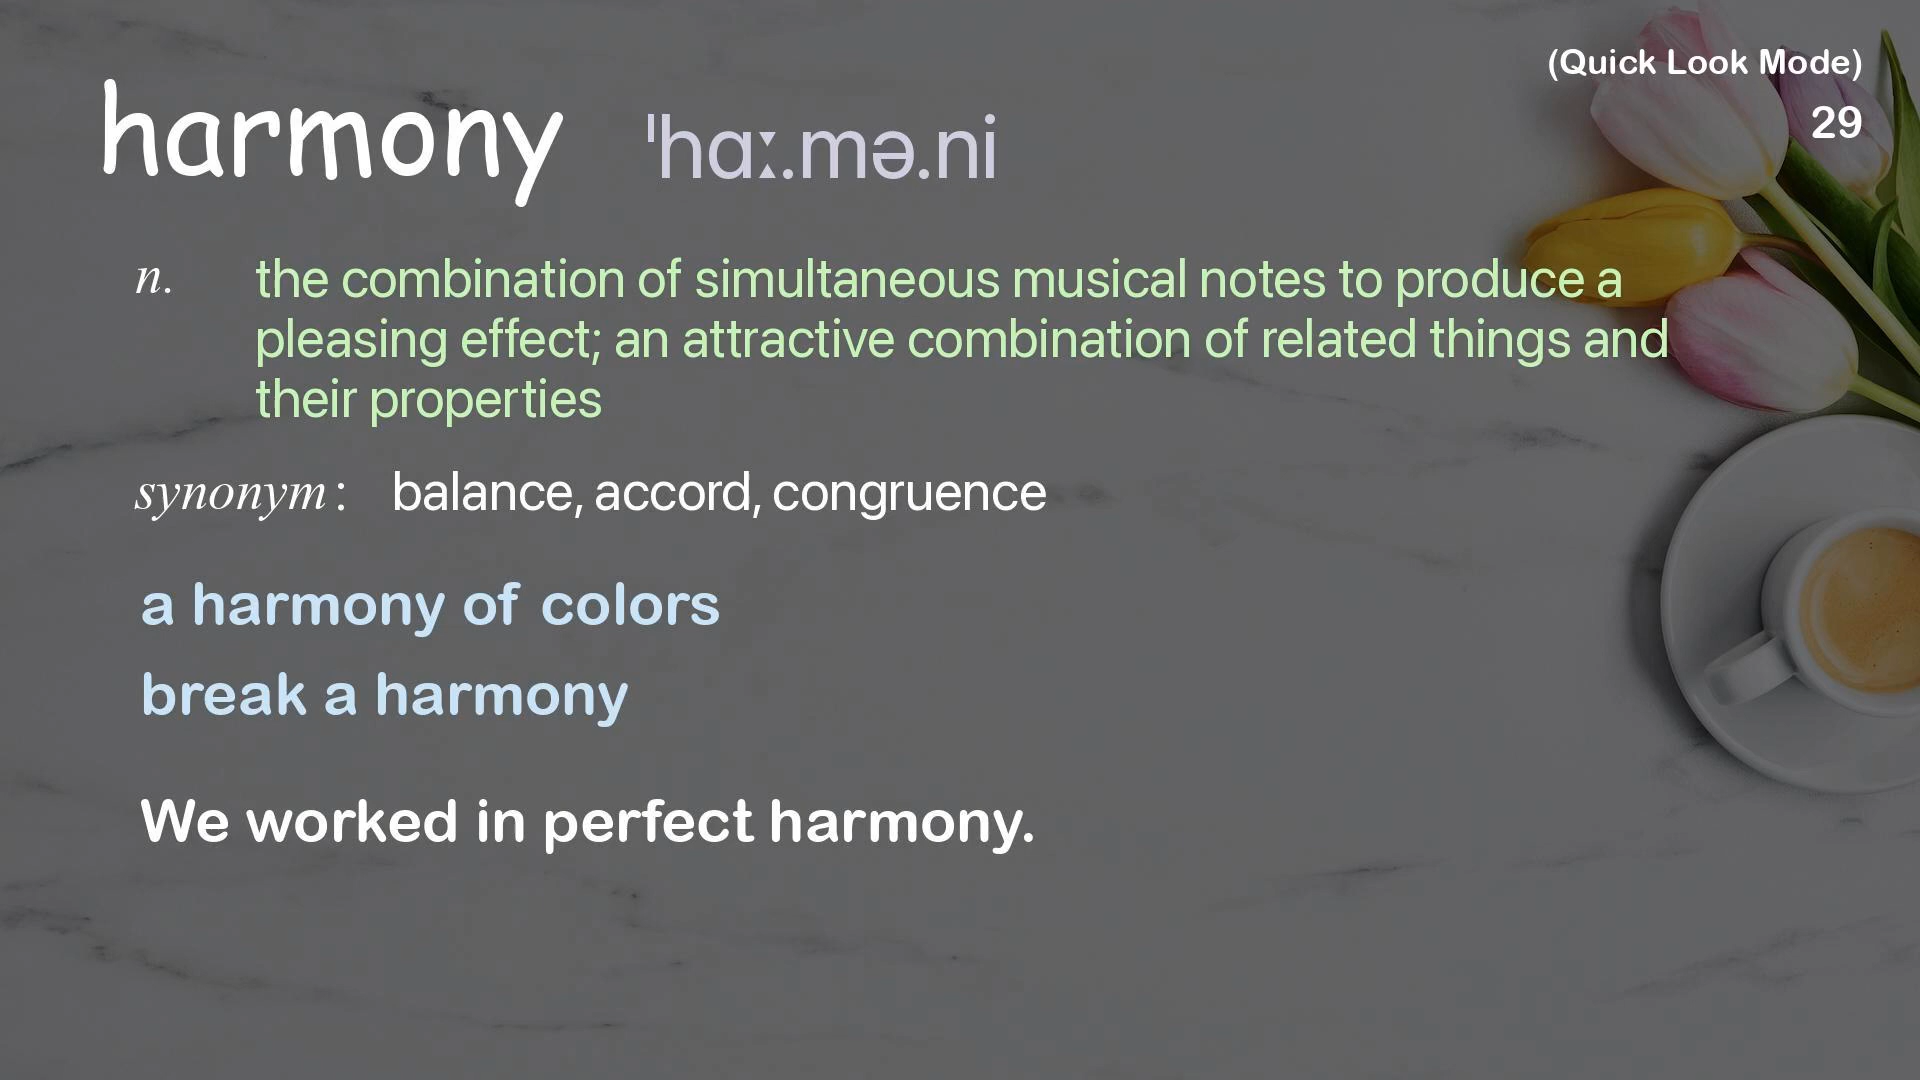 (Quick Look Mode)
29
harmony ˈhɑː.mə.ni
n. the combination of simultaneous musical notes to produce a
pleasing effect; an attractive combination of related things and
their properties
synonym: balance, accord, congruence
a harmony of colors
break a harmony
We worked in perfect harmony.